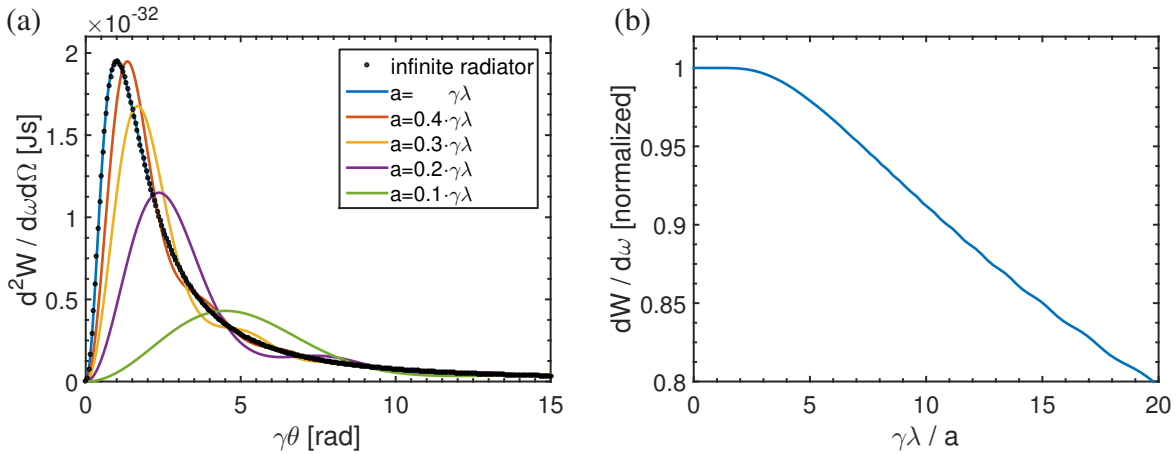 (a)
×10⁻³²
d²W / dωdΩ [Js]
2
1.5
1
0.5
0
0 5 10 15
γθ [rad]
infinite radiator
a= γλ
a=0.4·γλ
a=0.3·γλ
a=0.2·γλ
a=0.1·γλ
(b)
dW / dω [normalized]
1
0.95
0.9
0.85
0.8
0 5 10 15 20
γλ / a